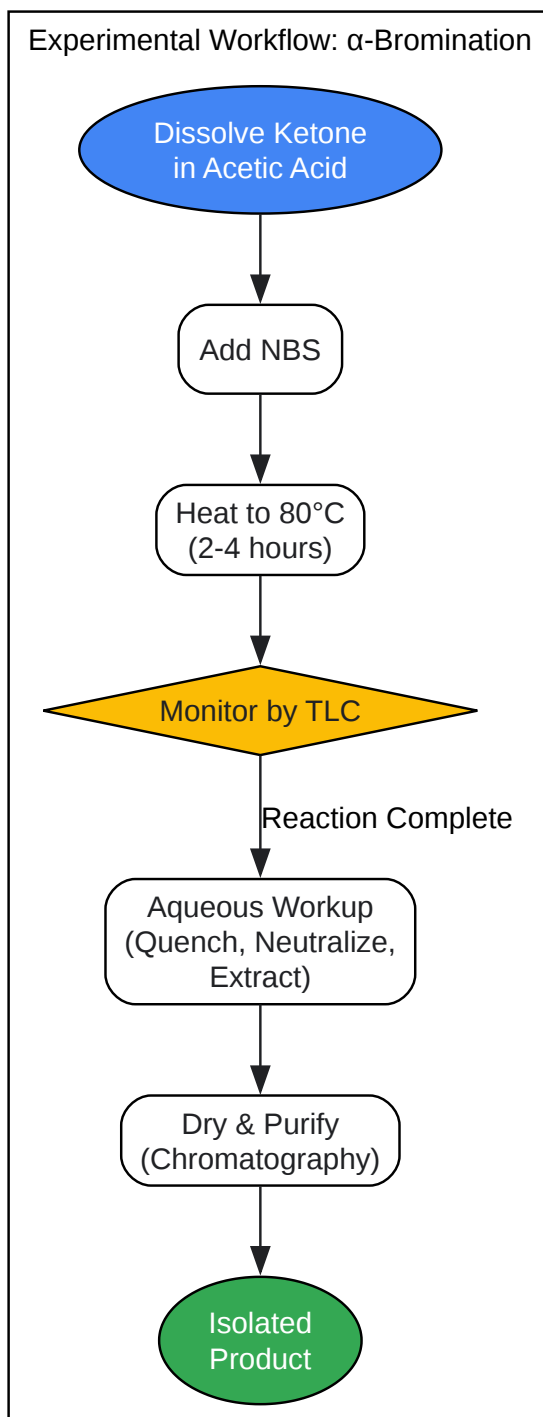 Experimental Workflow: α-Bromination
Dissolve Ketone
in Acetic Acid
Add NBS
Heat to 80°C
(2-4 hours)
Monitor by TLC
Reaction Complete
Aqueous Workup
(Quench, Neutralize,
Extract)
Dry & Purify
(Chromatography)
Isolated
Product